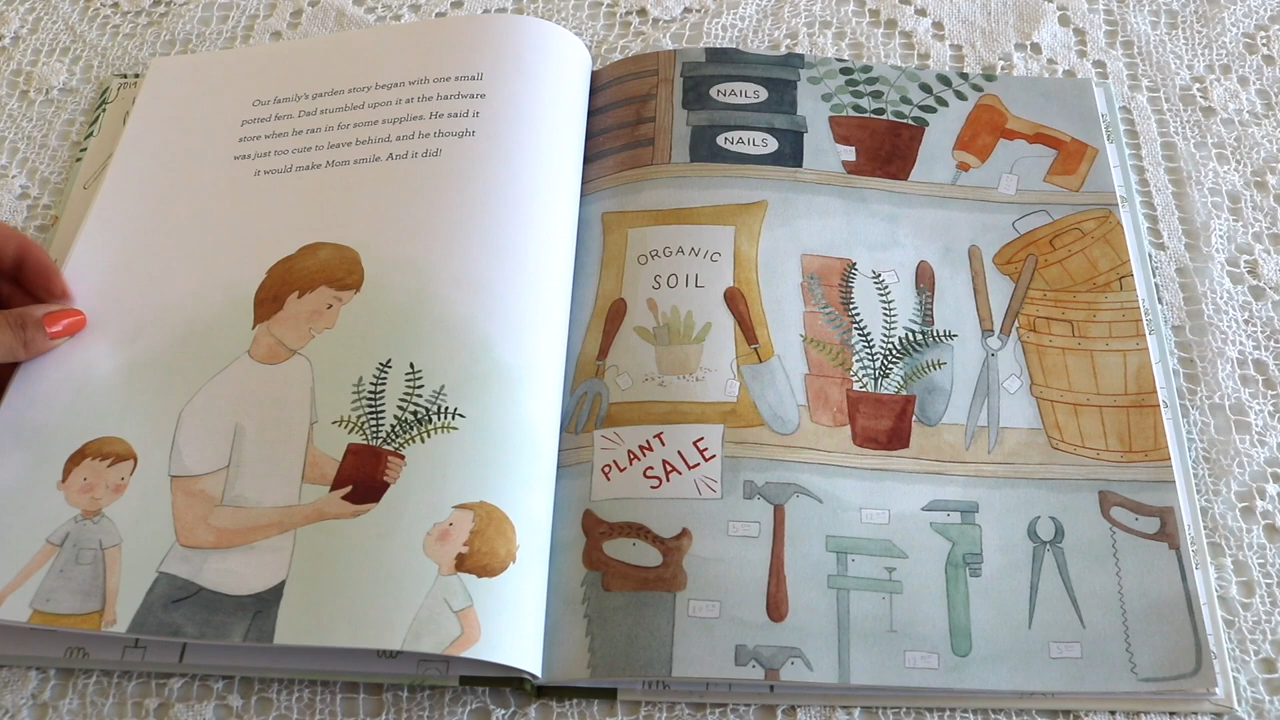 Our family's garden story began with one small
potted fern. Dad stumbled upon it at the hardware
store when he ran in for some supplies. He said it
was just too cute to leave behind, and he thought
it would make Mom smile. And it did!
NAILS
NAILS
ORGANIC
SOIL
PLANT
SALE